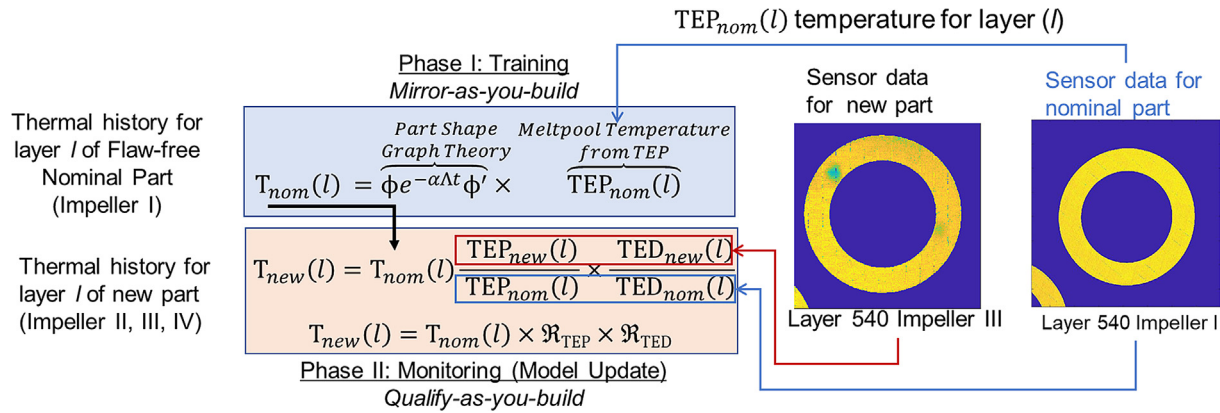 TEP_nom(l) temperature for layer (l)
Phase I: Training
Mirror-as-you-build
Sensor data
for new part
Sensor data for
nominal part
Thermal history for
layer l of Flaw-free
Nominal Part
(Impeller I)
Part Shape
Graph Theory
Meltpool Temperature
from TEP
T_nom(l) = ϕe^{-αΛt}ϕ′ × TEP_nom(l)
Thermal history for
layer l of new part
(Impeller II, III, IV)
T_new(l) = T_nom(l) TEP_new(l)/TEP_nom(l) × TED_new(l)/TED_nom(l)
T_new(l) = T_nom(l) × ℜ_TEP × ℜ_TED
Layer 540 Impeller III
Layer 540 Impeller I
Phase II: Monitoring (Model Update)
Qualify-as-you-build